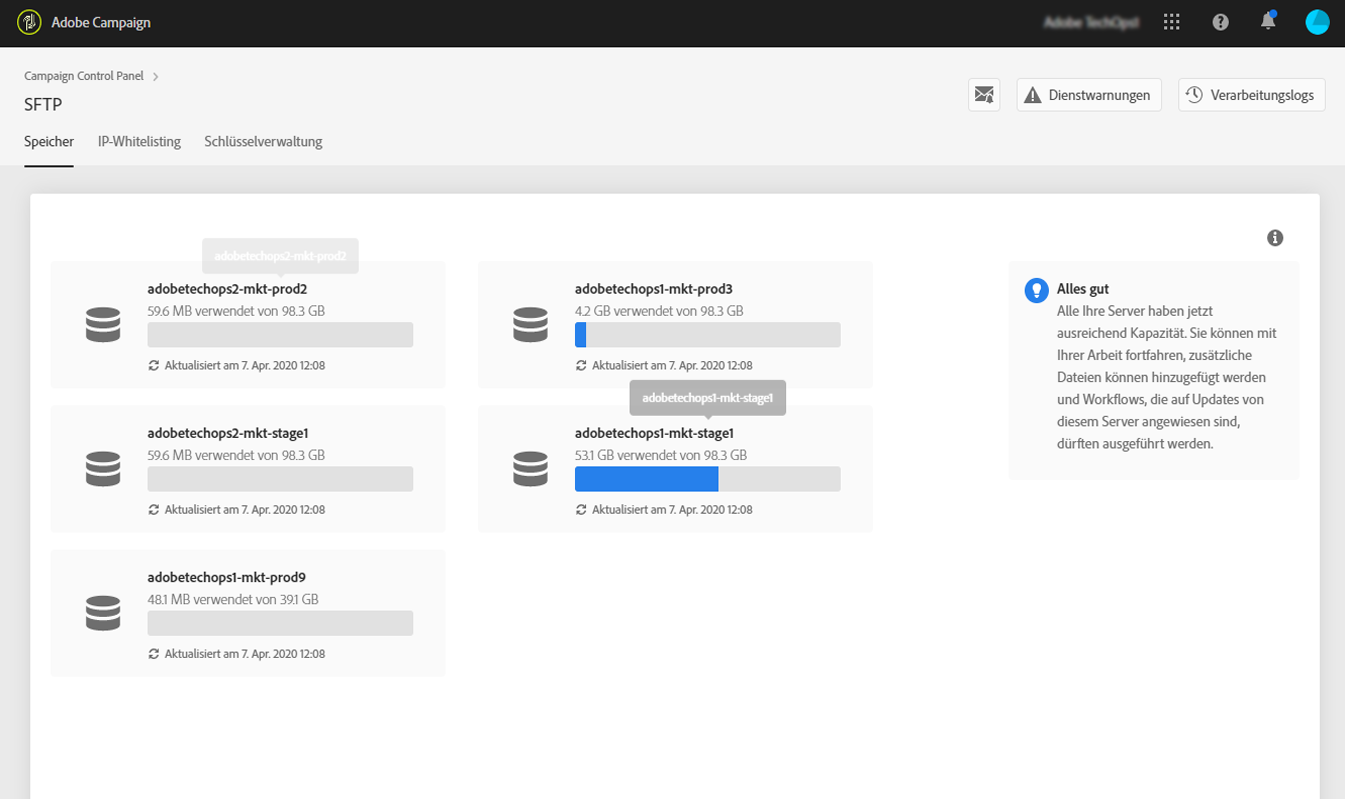 Adobe Campaign
Adobe TechOps1
Campaign Control Panel
SFTP
Dienstwarnungen
Verarbeitungslogs
Speicher
IP-Whitelisting
Schlüsselverwaltung
adobetechops2-mkt-prod2
adobetechops2-mkt-prod2
59.6 MB verwendet von 98.3 GB
Aktualisiert am 7. Apr. 2020 12:08
adobetechops1-mkt-prod3
4.2 GB verwendet von 98.3 GB
Aktualisiert am 7. Apr. 2020 12:08
adobetechops2-mkt-stage1
59.6 MB verwendet von 98.3 GB
Aktualisiert am 7. Apr. 2020 12:08
adobetechops1-mkt-stage1
adobetechops1-mkt-stage1
53.1 GB verwendet von 98.3 GB
Aktualisiert am 7. Apr. 2020 12:08
adobetechops1-mkt-prod9
48.1 MB verwendet von 39.1 GB
Aktualisiert am 7. Apr. 2020 12:08
Alles gut
Alle Ihre Server haben jetzt
ausreichend Kapazität. Sie können mit
Ihrer Arbeit fortfahren, zusätzliche
Dateien können hinzugefügt werden
und Workflows, die auf Updates von
diesem Server angewiesen sind,
dürften ausgeführt werden.